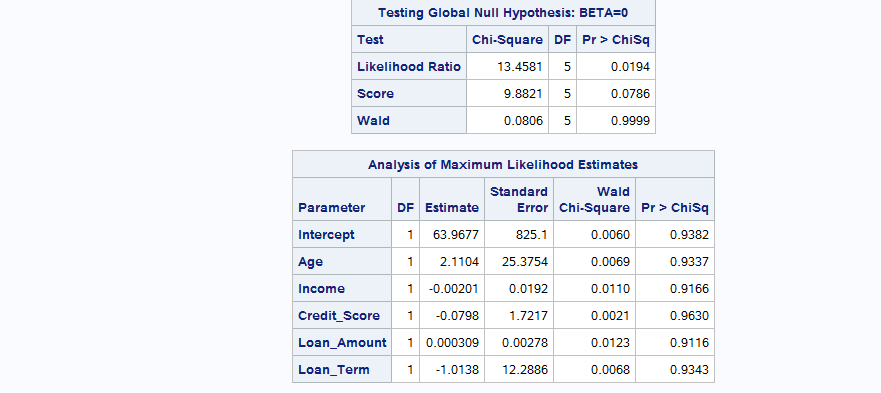 Testing Global Null Hypothesis: BETA=0
Test Chi-Square DF Pr > ChiSq
Likelihood Ratio 13.4581 5 0.0194
Score 9.8821 5 0.0786
Wald 0.0806 5 0.9999
Analysis of Maximum Likelihood Estimates
Standard Wald
Parameter DF Estimate Error Chi-Square Pr > ChiSq
Intercept 1 63.9677 825.1 0.0060 0.9382
Age 1 2.1104 25.3754 0.0069 0.9337
Income 1 -0.00201 0.0192 0.0110 0.9166
Credit_Score 1 -0.0798 1.7217 0.0021 0.9630
Loan_Amount 1 0.000309 0.00278 0.0123 0.9116
Loan_Term 1 -1.0138 12.2886 0.0068 0.9343